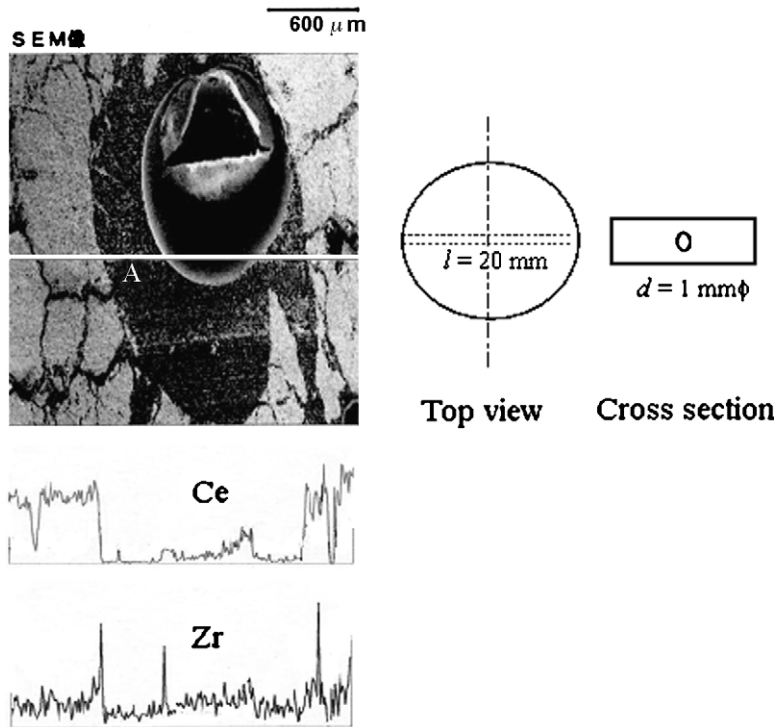 600 μm
SEM像
A
l = 20 mm
d = 1 mmϕ
Top view
Cross section
Ce
Zr